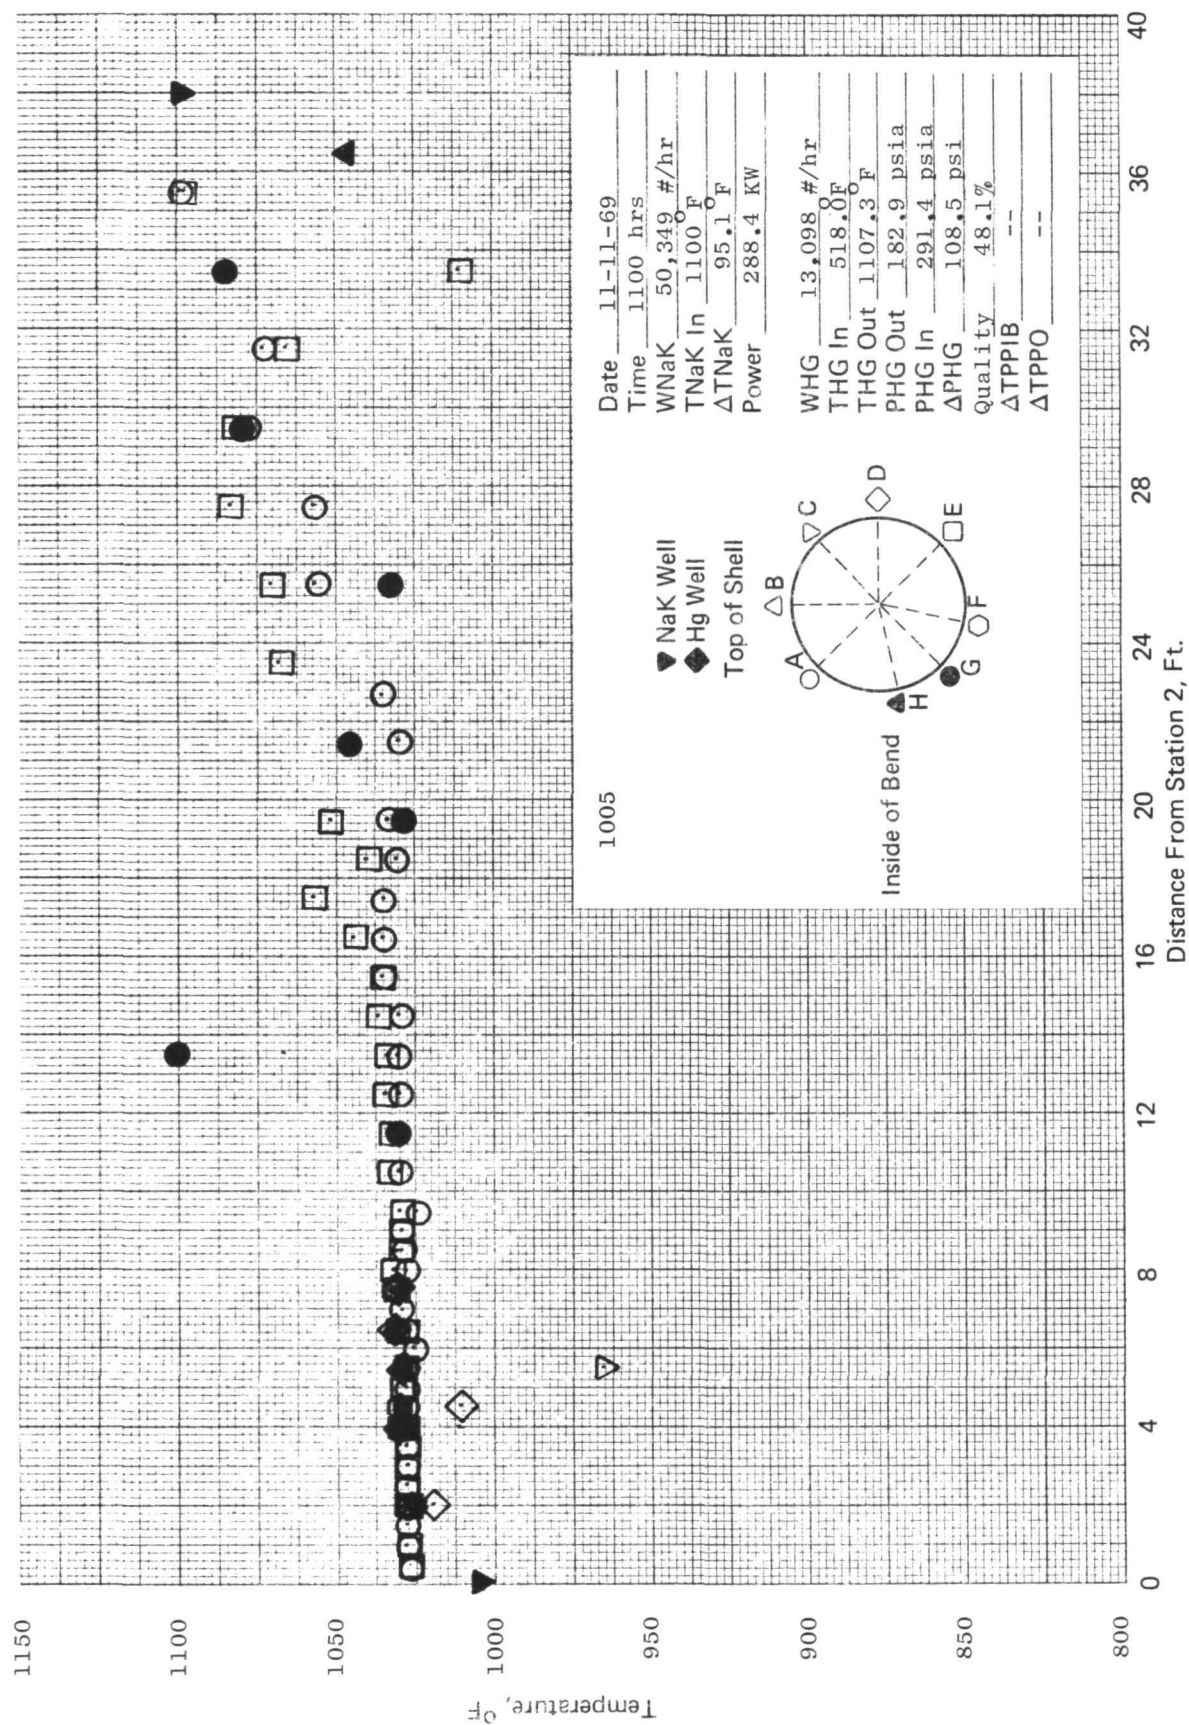 1150
1100
1050
1000
950
900
850
800
Temperature, °F
0
4
8
12
16
20
24
28
32
36
40
Distance From Station 2, Ft.
1005
NaK Well
Hg Well
Top of Shell
A
B
C
D
E
F
G
H
Inside of Bend
Date 11-11-69
Time 1100 hrs
WNaK 50,349 #/hr
TNaK In 1100°F
ΔTNaK 95.1°F
Power 288.4 KW
WHG 13,098 #/hr
THG In 518.0°F
THG Out 1107.3°F
PHG Out 182.9 psia
PHG In 291.4 psia
ΔPHG 108.5 psi
Quality 48.1%
ΔTPPIB --
ΔTPPO --